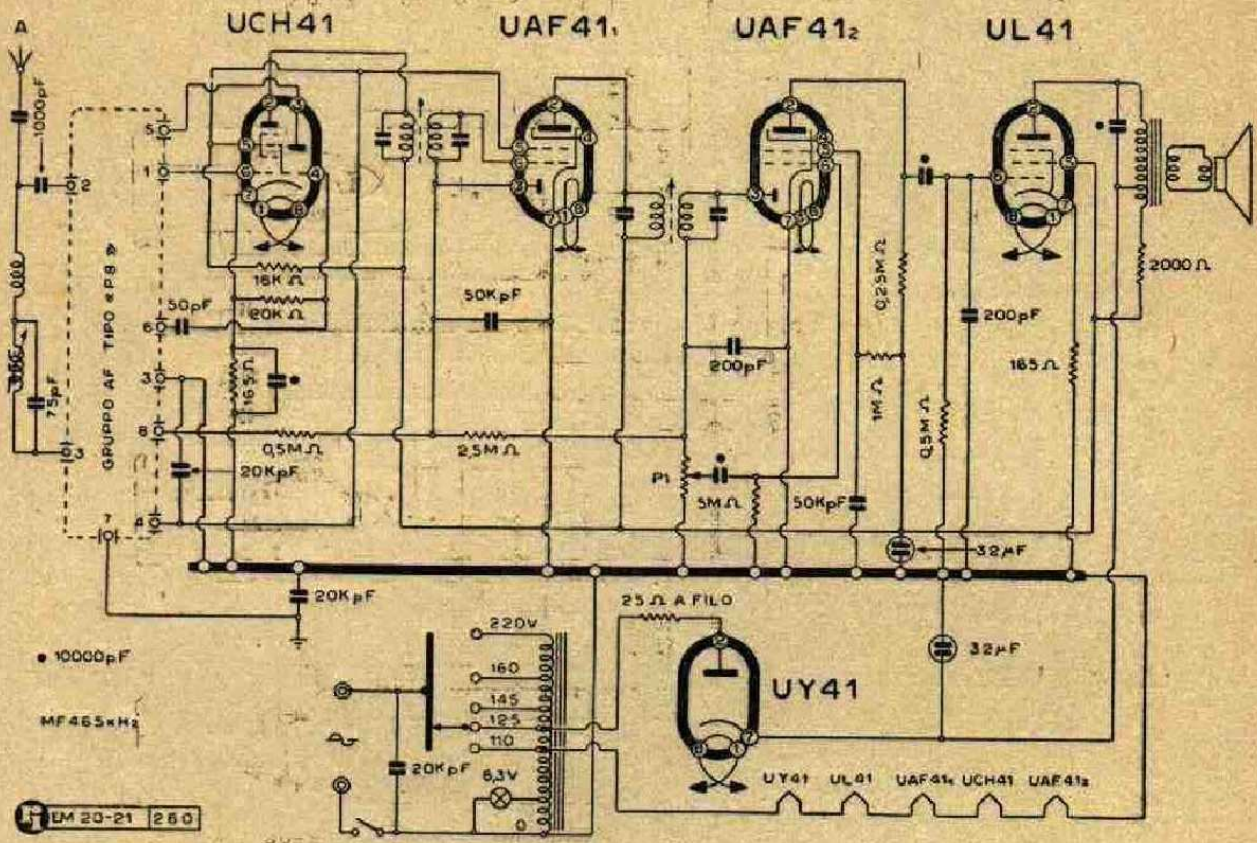 UCH41
UAF41₁
UAF41₂
UL41
A
1000pF
GRUPPO AF TIPO «P8»
5
1
2
6
3
8
3
7
4
75pF
50pF
16KΩ
20KΩ
165Ω
0,5MΩ
20KpF
50KpF
2,5MΩ
200pF
P1
5MΩ
50KpF
0,25MΩ
1MΩ
0,5MΩ
200pF
165Ω
2000Ω
32µF
20KpF
25Ω A FILO
220V
160
145
125
110
6,3V
0
20KpF
UY41
32µF
UY41 UL41 UAF41₁ UCH41 UAF41₂
• 10000pF
MF465KHz
EM 20-21 260